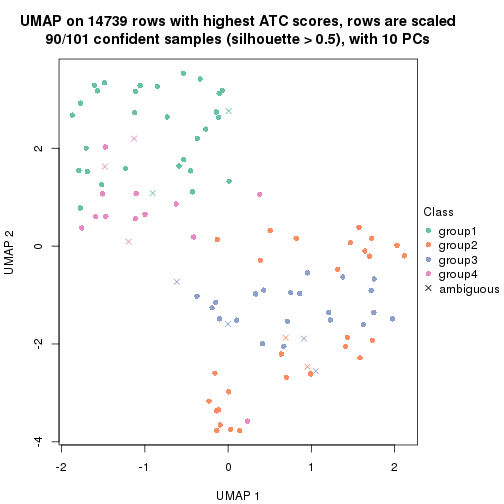 UMAP on 14739 rows with highest ATC scores, rows are scaled
90/101 confident samples (silhouette > 0.5), with 10 PCs
Class
group1
group2
group3
group4
ambiguous
UMAP 2
2
0
-2
-4
-2
-1
0
1
2
UMAP 1